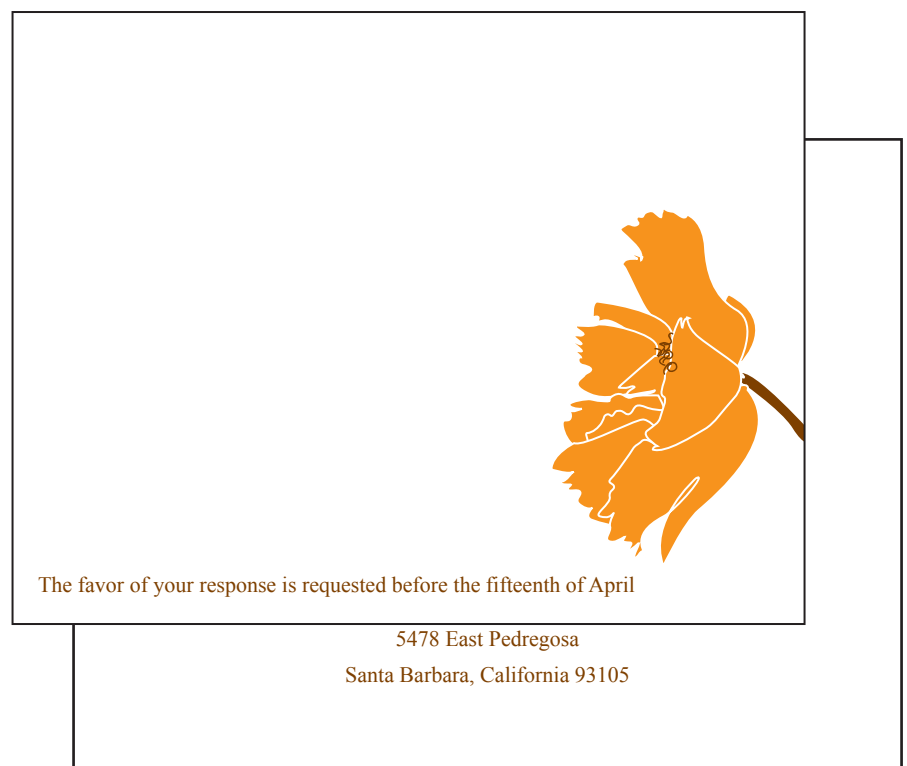 The favor of your response is requested before the fifteenth of April
5478 East Pedregosa
Santa Barbara, California 93105